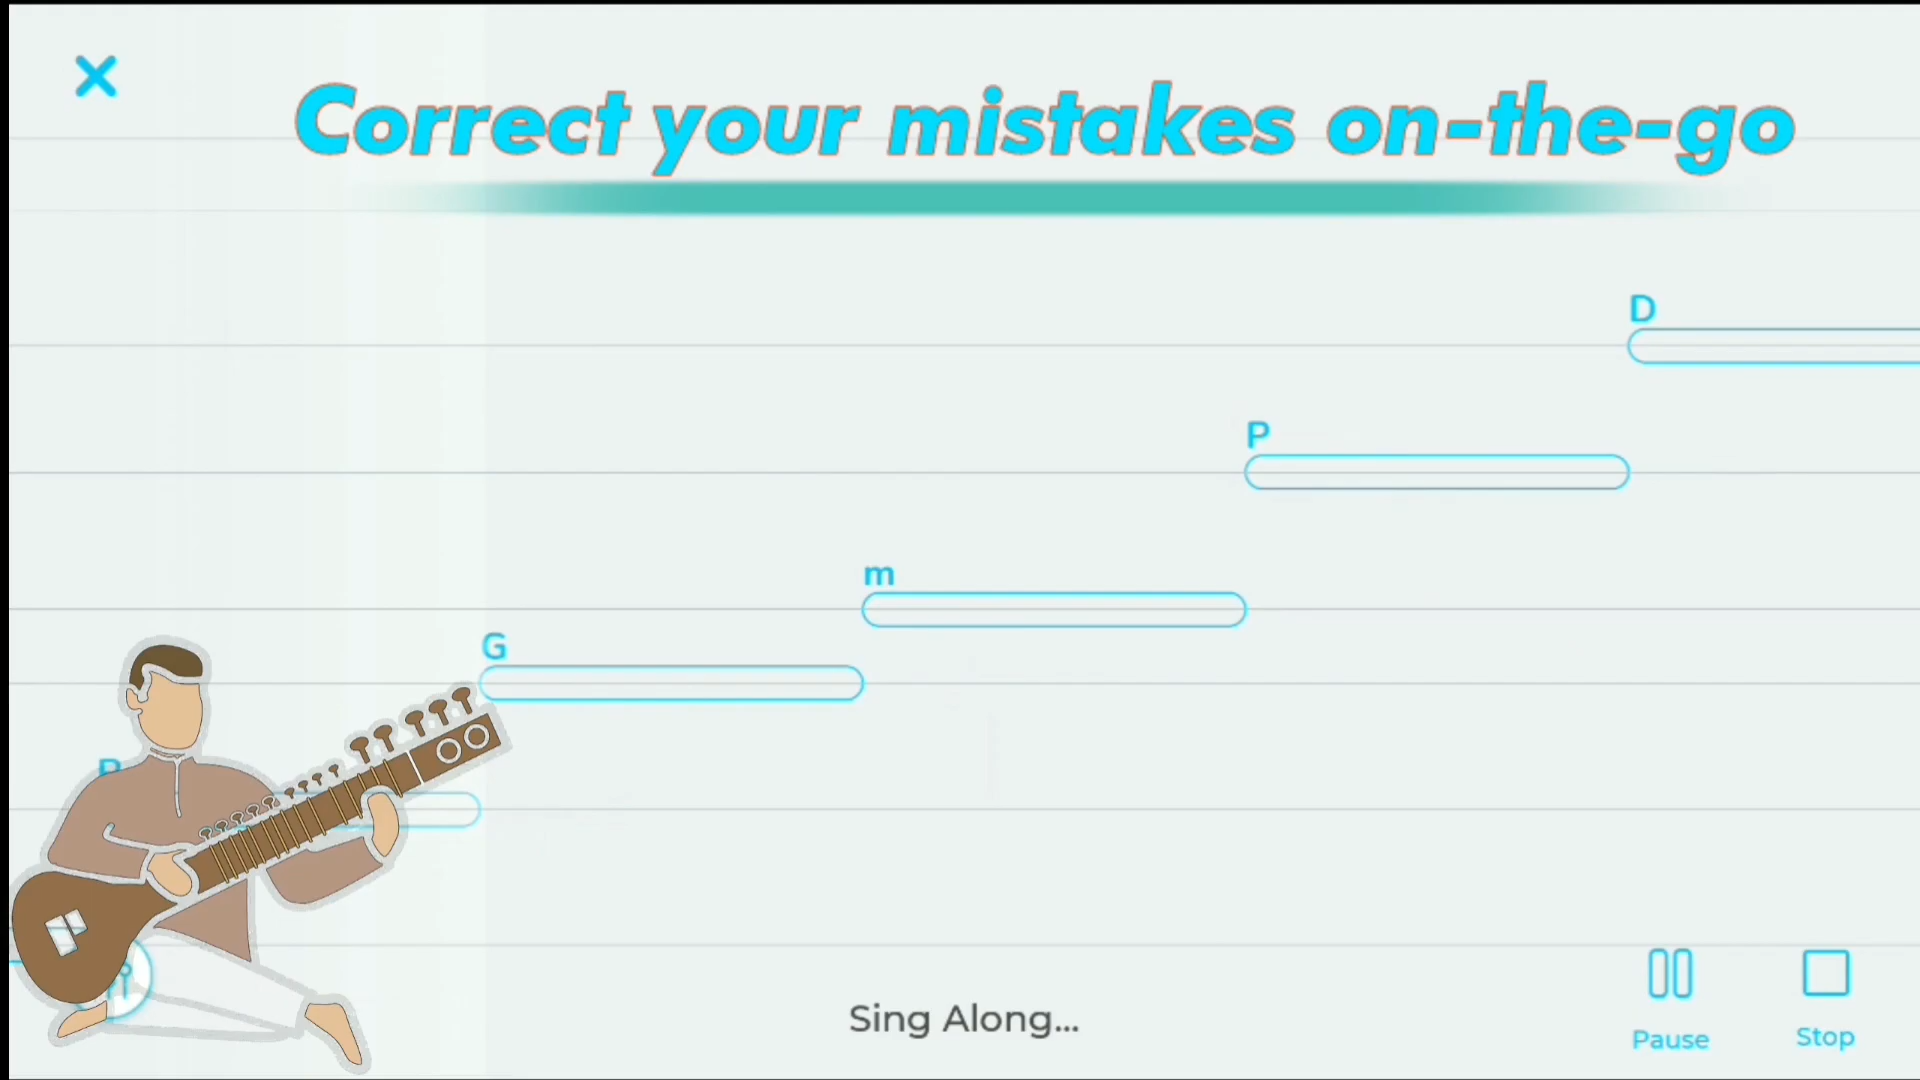 Correct your mistakes on-the-go
D
P
m
G
Sing Along...
Pause
Stop